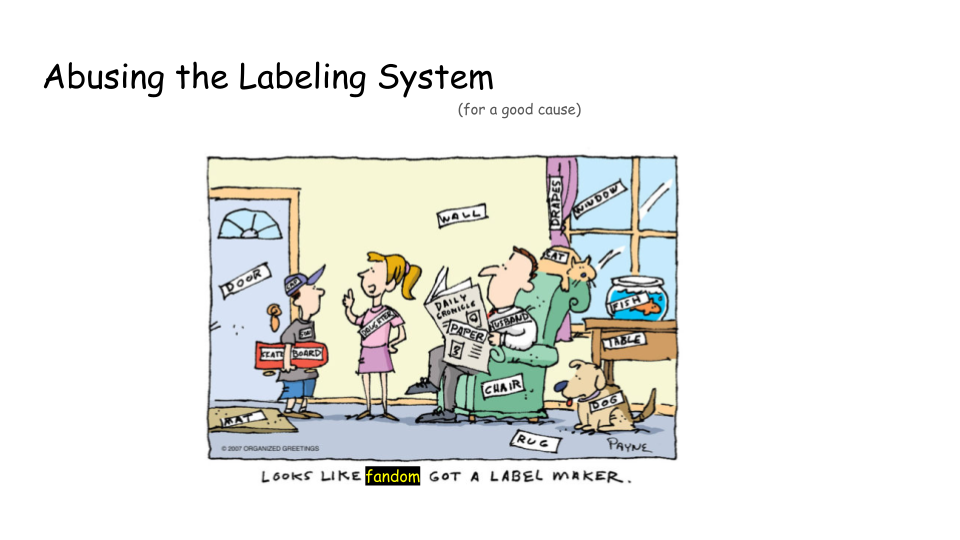 Abusing the Labeling System
(for a good cause)
DRAPES
WINDOW
WALL
CAT
DOOR
FISH
DAILY
CRONICLE
HUSBAND
DAUGHTER
PAPER
TABLE
SKATE BOARD
CHAIR
DOG
MAT
RUG
© 2007 ORGANIZED GREETINGS
PAYNE
LOOKS LIKE fandom GOT A LABEL MAKER.